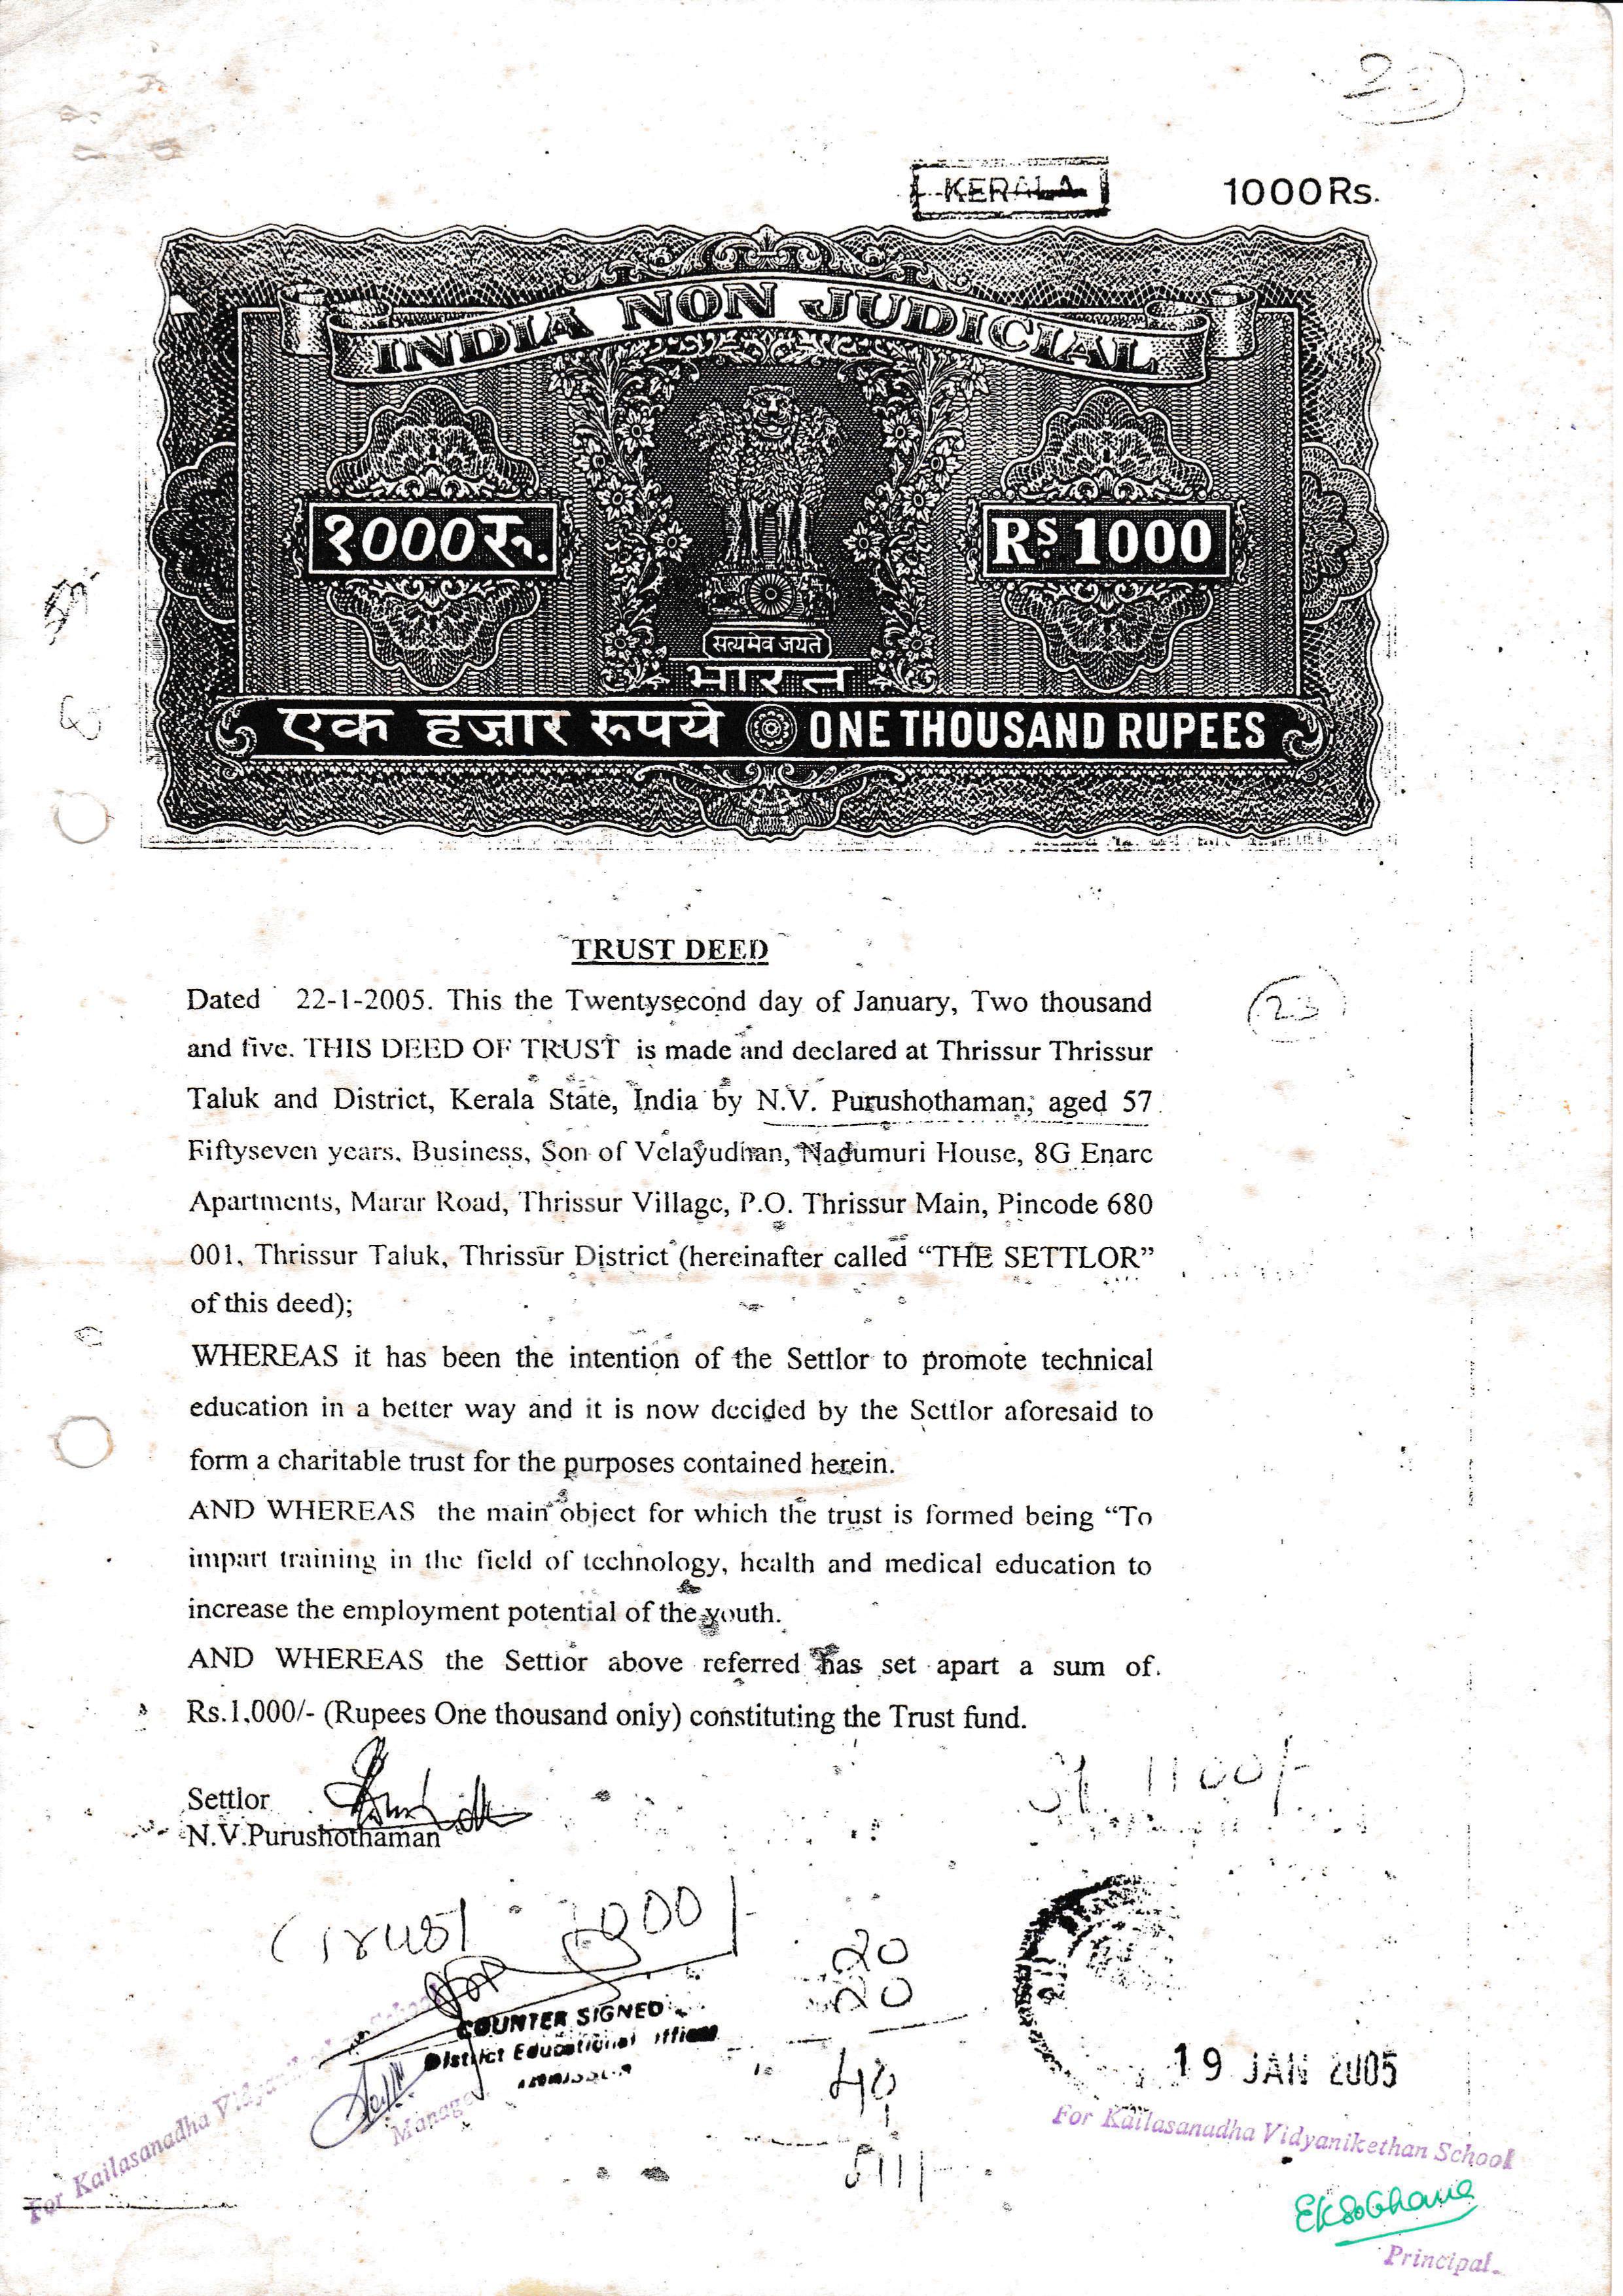 KERALA
1000Rs.
INDIA NON JUDICIAL
१000रु.
Rs. 1000
सत्यमेव जयते
भारत
एक हज़ार रुपये ONE THOUSAND RUPEES
TRUST DEED
Dated 22-1-2005. This the Twentysecond day of January, Two thousand
23
and five. THIS DEED OF TRUST is made and declared at Thrissur Thrissur
Taluk and District, Kerala State, India by N.V. Purushothaman, aged 57
Fiftyseven years, Business, Son of Velayudhan, Nadumuri House, 8G Enarc
Apartments, Marar Road, Thrissur Village, P.O. Thrissur Main, Pincode 680
001, Thrissur Taluk, Thrissur District (hereinafter called “THE SETTLOR”
of this deed);
WHEREAS it has been the intention of the Settlor to promote technical
education in a better way and it is now decided by the Settlor aforesaid to
form a charitable trust for the purposes contained herein.
AND WHEREAS the main object for which the trust is formed being “To
impart training in the field of technology, health and medical education to
increase the employment potential of the youth.
AND WHEREAS the Settlor above referred has set apart a sum of
Rs.1,000/- (Rupees One thousand only) constituting the Trust fund.
Settlor
N.V.Purushothaman
1100/-
(Trust 1000/-
20
20
40
COUNTER SIGNED
District Educational Officer
Manager
For Kailasanadha Vidyanikethan School
19 JAN 2005
For Kailasanadha Vidyanikethan School
EKSobhana
Principal